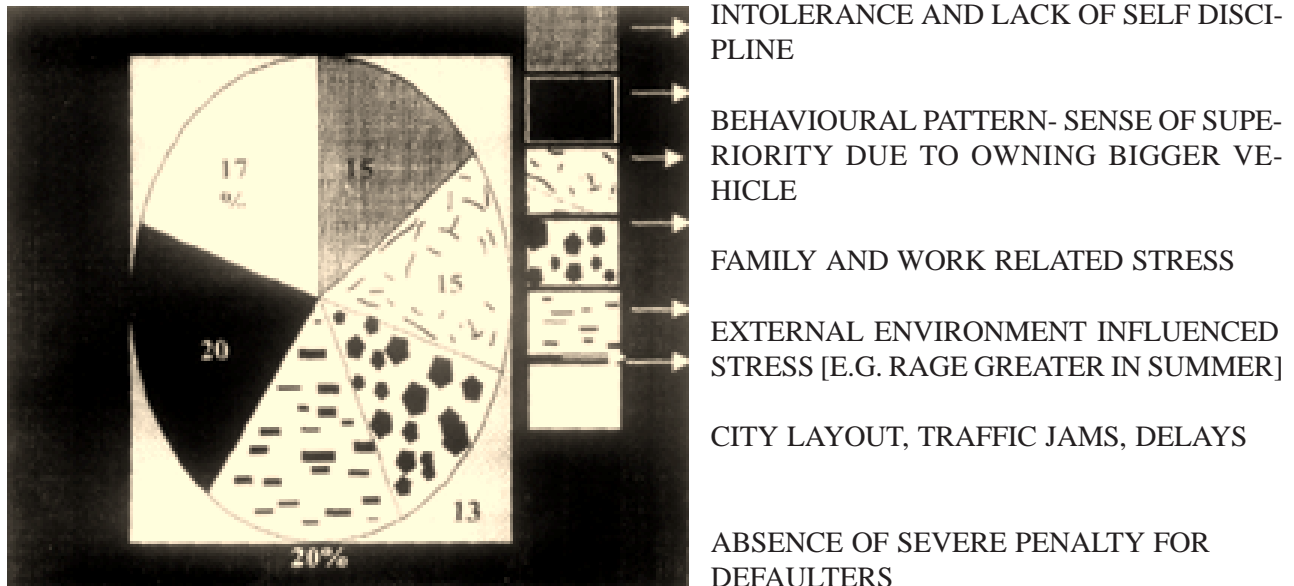 INTOLERANCE AND LACK OF SELF DISCI-
PLINE
BEHAVIOURAL PATTERN- SENSE OF SUPE-
RIORITY DUE TO OWNING BIGGER VE-
HICLE
FAMILY AND WORK RELATED STRESS
EXTERNAL ENVIRONMENT INFLUENCED
STRESS [E.G. RAGE GREATER IN SUMMER]
CITY LAYOUT, TRAFFIC JAMS, DELAYS
ABSENCE OF SEVERE PENALTY FOR
DEFAULTERS
17
%
15
15
20
13
20%